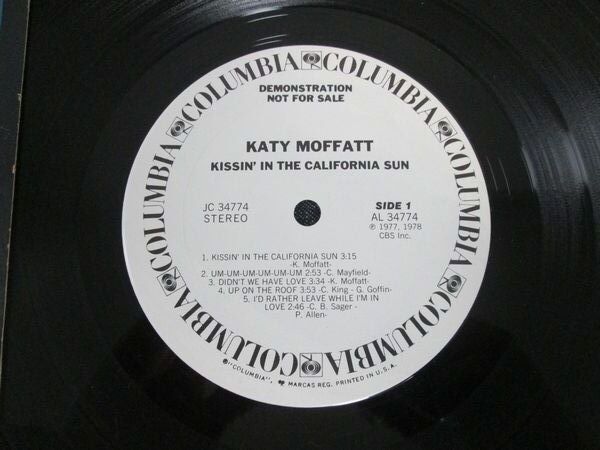 COLUMBIA COLUMBIA COLUMBIA COLUMBIA COLUMBIA COLUMBIA
DEMONSTRATION
NOT FOR SALE
KATY MOFFATT
KISSIN' IN THE CALIFORNIA SUN
JC 34774
STEREO
SIDE 1
AL 34774
℗ 1977, 1978
CBS Inc.
1. KISSIN' IN THE CALIFORNIA SUN 3:15
-K. Moffatt-
2. UM-UM-UM-UM-UM-UM 2:53 -C. Mayfield-
3. DIDN'T WE HAVE LOVE 3:34 -K. Moffatt-
4. UP ON THE ROOF 3:53 -C. King - G. Goffin-
5. I'D RATHER LEAVE WHILE I'M IN
LOVE 2:46 -C. B. Sager -
P. Allen-
"COLUMBIA", MARCAS REG. PRINTED IN U.S.A.